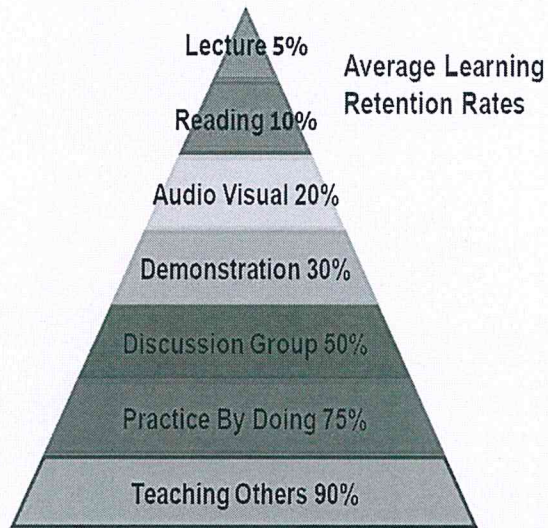 Lecture 5%
Average Learning
Retention Rates
Reading 10%
Audio Visual 20%
Demonstration 30%
Discussion Group 50%
Practice By Doing 75%
Teaching Others 90%